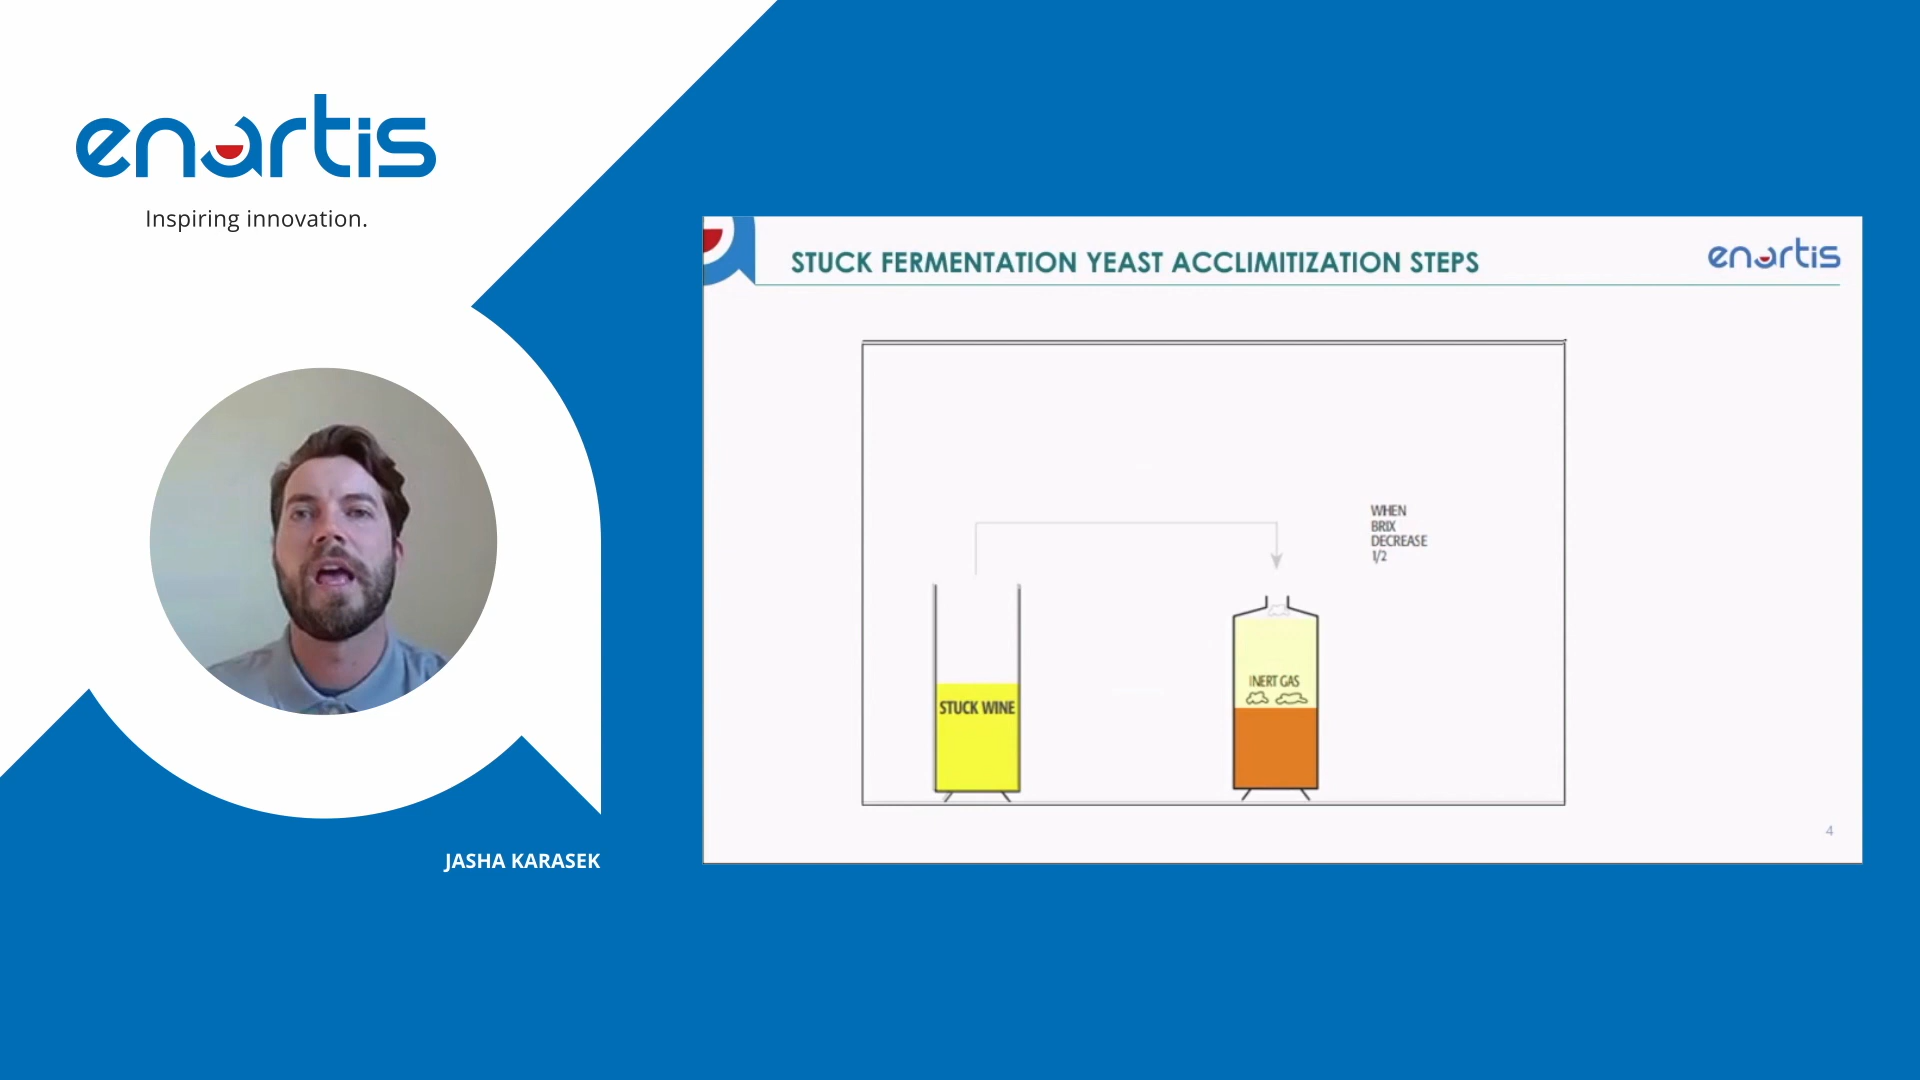 enartis
Inspiring innovation.
JASHA KARASEK
STUCK FERMENTATION YEAST ACCLIMITIZATION STEPS
enartis
WHEN
BRIX
DECREASE
1/2
STUCK WINE
INERT GAS
4